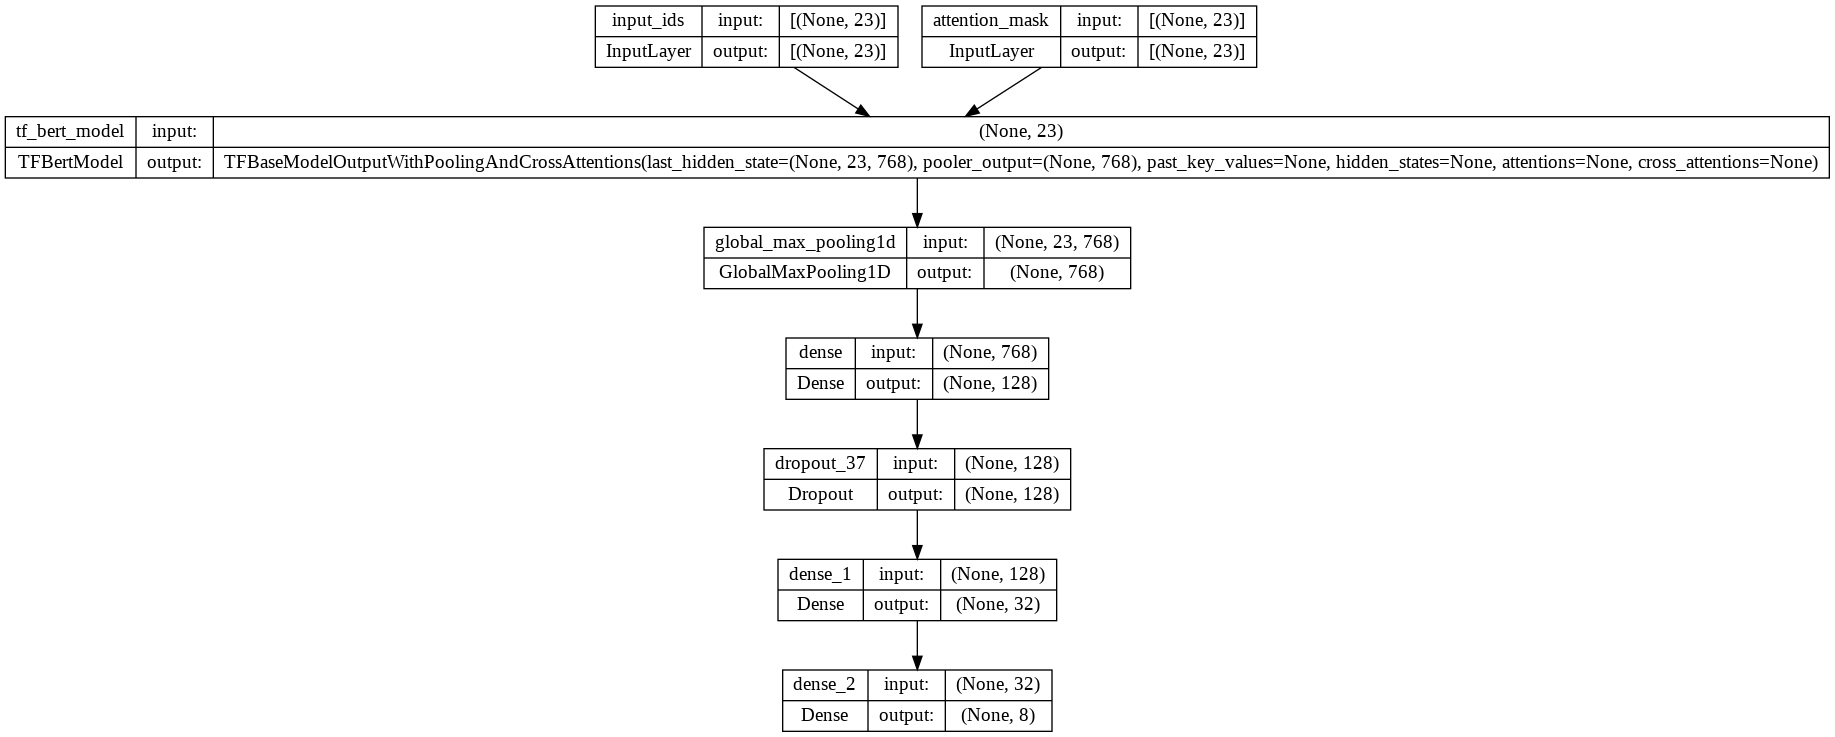 input_ids input: [(None, 23)]
InputLayer output: [(None, 23)]
attention_mask input: [(None, 23)]
InputLayer output: [(None, 23)]
tf_bert_model input: (None, 23)
TFBertModel output: TFBaseModelOutputWithPoolingAndCrossAttentions(last_hidden_state=(None, 23, 768), pooler_output=(None, 768), past_key_values=None, hidden_states=None, attentions=None, cross_attentions=None)
global_max_pooling1d input: (None, 23, 768)
GlobalMaxPooling1D output: (None, 768)
dense input: (None, 768)
Dense output: (None, 128)
dropout_37 input: (None, 128)
Dropout output: (None, 128)
dense_1 input: (None, 128)
Dense output: (None, 32)
dense_2 input: (None, 32)
Dense output: (None, 8)